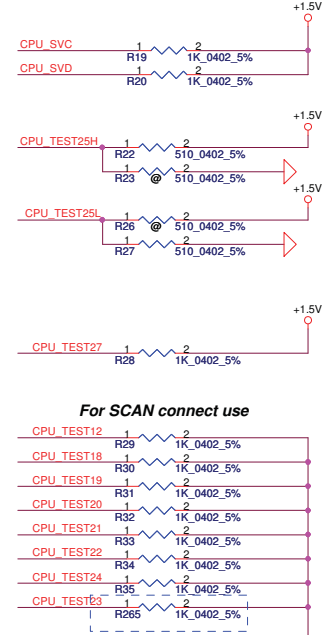 +1.5V
CPU_SVC 1 2
R19 1K_0402_5%
CPU_SVD 1 2
R20 1K_0402_5%
+1.5V
CPU_TEST25H 1 2
R22 510_0402_5%
1 2
R23 @ 510_0402_5%
+1.5V
CPU_TEST25L 1 2
R26 @ 510_0402_5%
1 2
R27 510_0402_5%
+1.5V
CPU_TEST27 1 2
R28 1K_0402_5%
For SCAN connect use
CPU_TEST12 1 2
R29 1K_0402_5%
CPU_TEST18 1 2
R30 1K_0402_5%
CPU_TEST19 1 2
R31 1K_0402_5%
CPU_TEST20 1 2
R32 1K_0402_5%
CPU_TEST21 1 2
R33 1K_0402_5%
CPU_TEST22 1 2
R34 1K_0402_5%
CPU_TEST24 1 2
R35 1K_0402_5%
CPU_TEST23 1 2
R265 1K_0402_5%